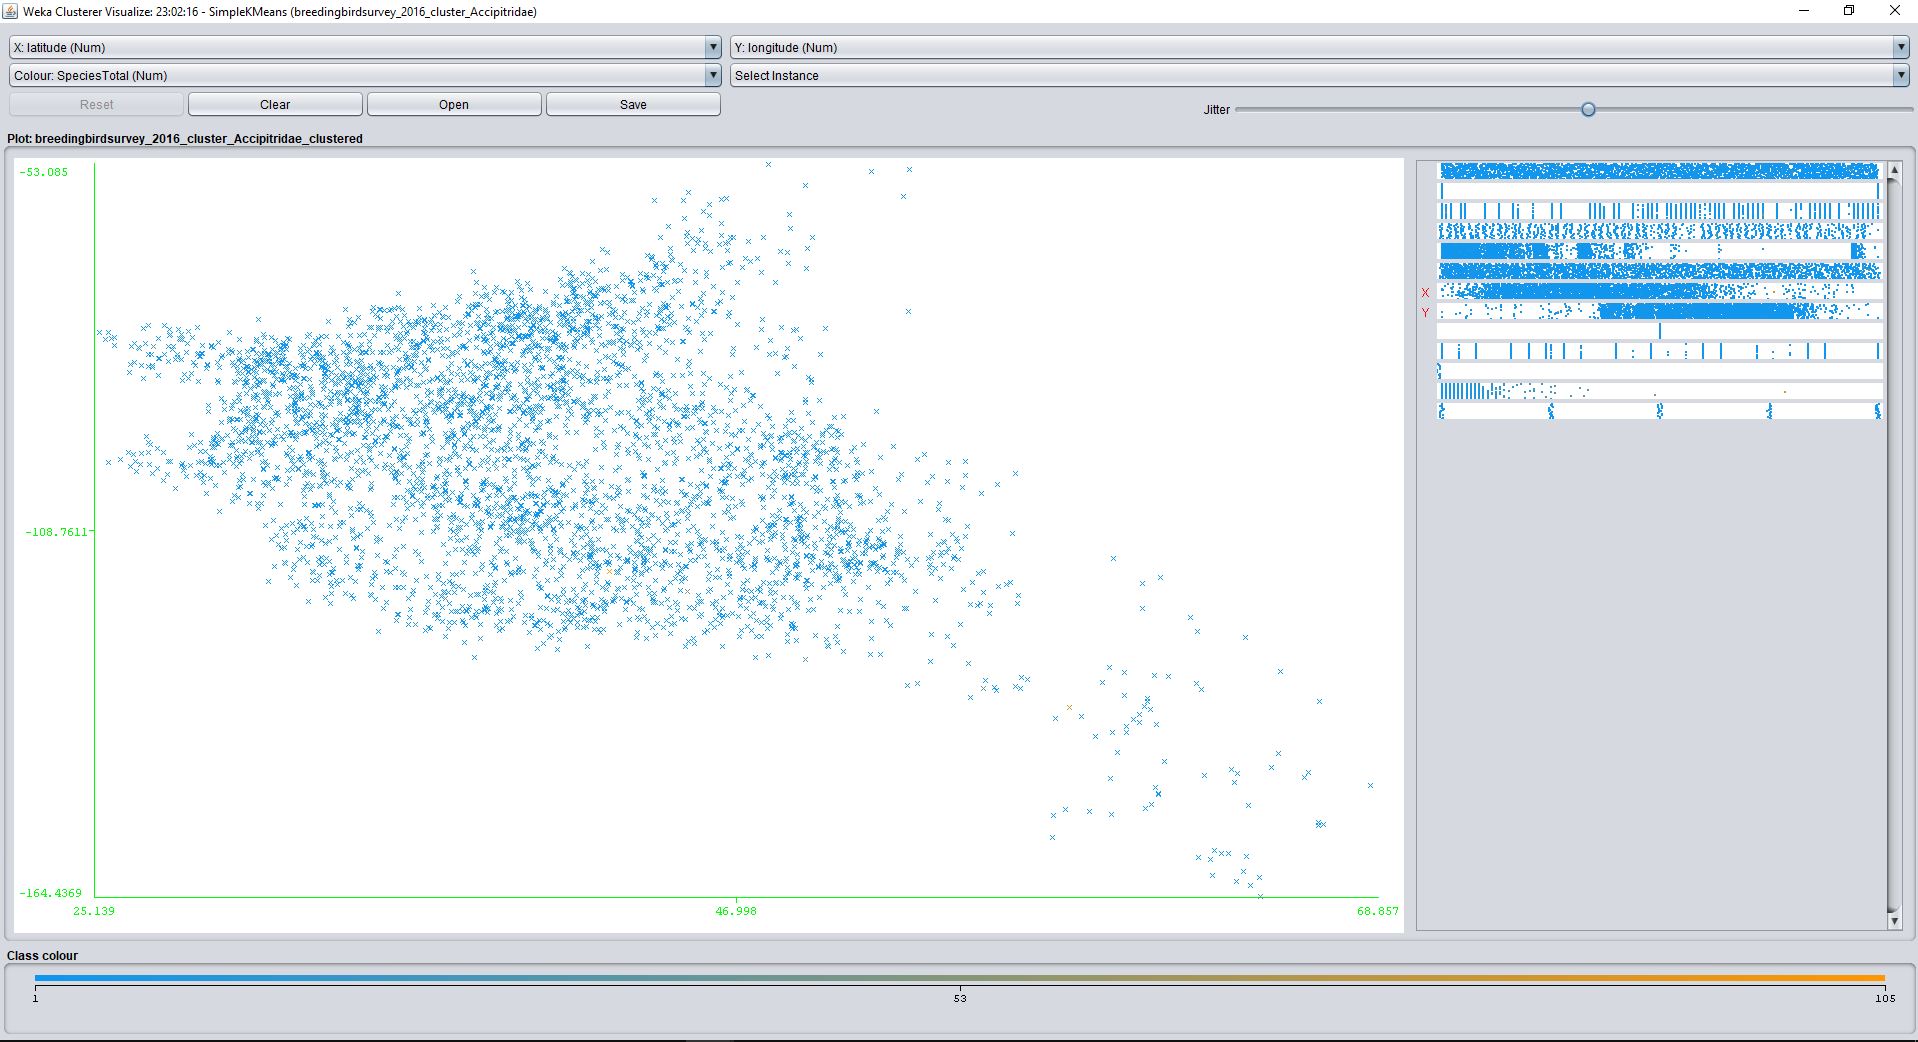 Weka Clusterer Visualize: 23:02:16 - SimpleKMeans (breedingbirdsurvey_2016_cluster_Accipitridae)
X: latitude (Num)
Y: longitude (Num)
Colour: SpeciesTotal (Num)
Select Instance
Reset
Clear
Open
Save
Jitter
Plot: breedingbirdsurvey_2016_cluster_Accipitridae_clustered
-53.085
-108.7611
-164.4369
25.139
46.998
68.857
X
Y
Class colour
1
53
105